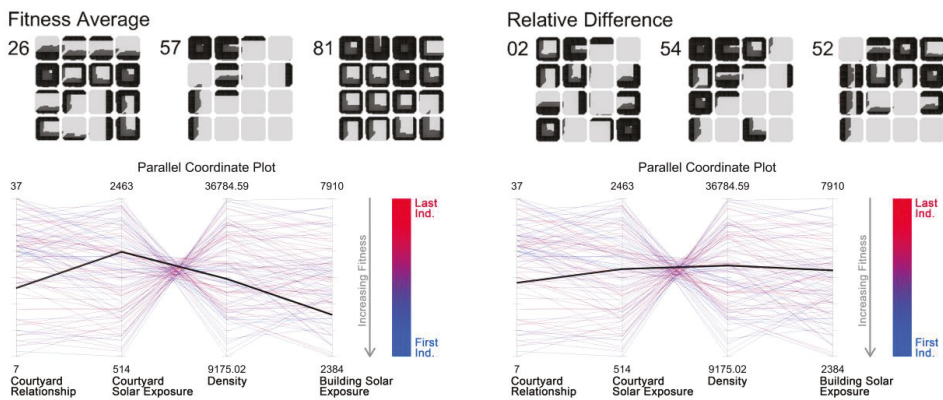 Fitness Average
26
57
81
Parallel Coordinate Plot
37
2463
36784.59
7910
Last
Ind.
Increasing Fitness
First
Ind.
7
514
9175.02
2384
Courtyard
Relationship
Courtyard
Solar Exposure
Density
Building Solar
Exposure
Relative Difference
02
54
52
Parallel Coordinate Plot
37
2463
36784.59
7910
Last
Ind.
Increasing Fitness
First
Ind.
7
514
9175.02
2384
Courtyard
Relationship
Courtyard
Solar Exposure
Density
Building Solar
Exposure